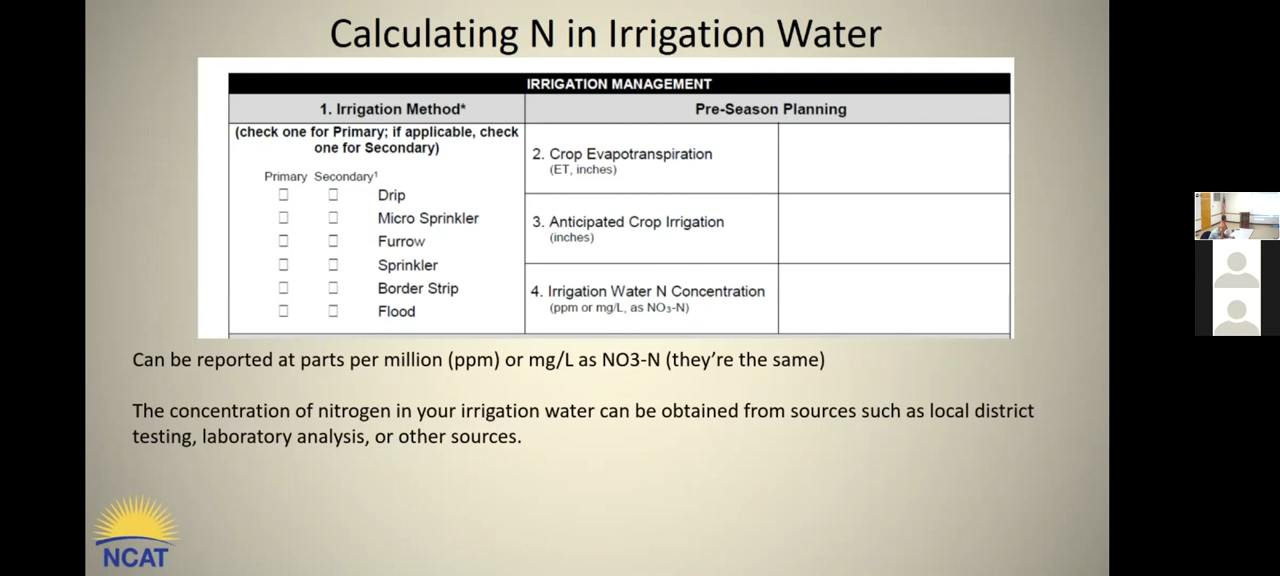 Calculating N in Irrigation Water
IRRIGATION MANAGEMENT
1. Irrigation Method*
Pre-Season Planning
(check one for Primary; if applicable, check
one for Secondary)
Primary Secondary¹
Drip
Micro Sprinkler
Furrow
Sprinkler
Border Strip
Flood
2. Crop Evapotranspiration
(ET, inches)
3. Anticipated Crop Irrigation
(inches)
4. Irrigation Water N Concentration
(ppm or mg/L, as NO₃-N)
Can be reported at parts per million (ppm) or mg/L as NO3-N (they’re the same)
The concentration of nitrogen in your irrigation water can be obtained from sources such as local district
testing, laboratory analysis, or other sources.
NCAT